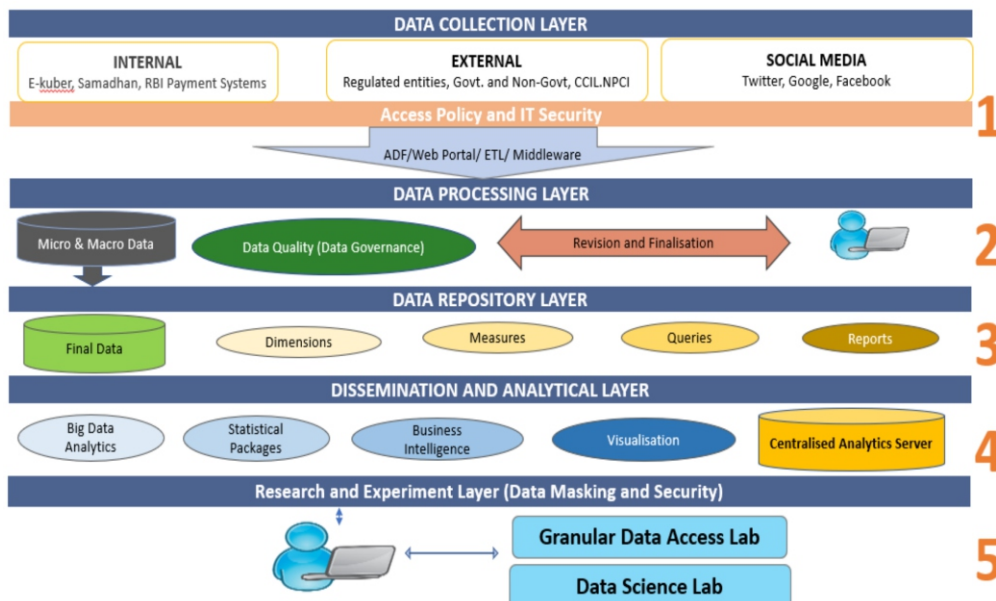 DATA COLLECTION LAYER
INTERNAL
E-kuber, Samadhan, RBI Payment Systems
EXTERNAL
Regulated entities, Govt. and Non-Govt, CCIL.NPCI
SOCIAL MEDIA
Twitter, Google, Facebook
Access Policy and IT Security
1
ADF/Web Portal/ ETL/ Middleware
DATA PROCESSING LAYER
Micro & Macro Data
Data Quality (Data Governance)
Revision and Finalisation
2
DATA REPOSITORY LAYER
Final Data
Dimensions
Measures
Queries
Reports
3
DISSEMINATION AND ANALYTICAL LAYER
Big Data
Analytics
Statistical
Packages
Business
Intelligence
Visualisation
Centralised Analytics Server
4
Research and Experiment Layer (Data Masking and Security)
Granular Data Access Lab
Data Science Lab
5